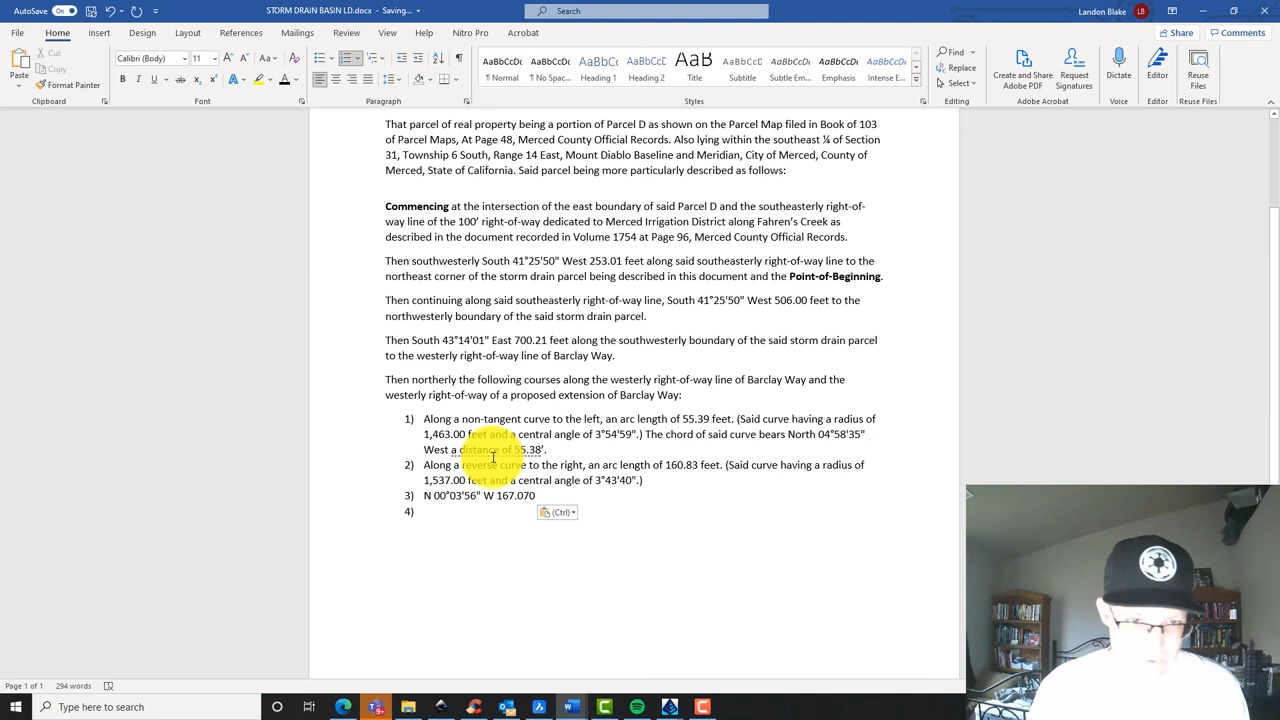 AutoSave On
STORM DRAIN BASIN LD.docx - Saving...
Search
Landon Blake LB
File Home Insert Draw Design Layout References Mailings Review View Help Nitro Pro Acrobat Share Comments
Paste
Cut
Copy
Format Painter
Clipboard
Calibri (Body) 11
Font
Paragraph
AaBbCcDc AaBbCcDc AaBbC AaBbCc AaB AaBbCcD AaBbCcDc AaBbCcDc AaBbCcDc
¶ Normal ¶ No Spac... Heading 1 Heading 2 Title Subtitle Subtle Em... Emphasis Intense E...
Styles
Find
Replace
Select
Editing
Create and Share Adobe PDF
Request Signatures
Adobe Acrobat
Dictate
Voice
Editor
Editor
Reuse Files
Reuse Files
That parcel of real property being a portion of Parcel D as shown on the Parcel Map filed in Book of 103
of Parcel Maps, At Page 48, Merced County Official Records. Also lying within the southeast ¼ of Section
31, Township 6 South, Range 14 East, Mount Diablo Baseline and Meridian, City of Merced, County of
Merced, State of California. Said parcel being more particularly described as follows:
Commencing at the intersection of the east boundary of said Parcel D and the southeasterly right-of-
way line of the 100’ right-of-way dedicated to Merced Irrigation District along Fahren’s Creek as
described in the document recorded in Volume 1754 at Page 96, Merced County Official Records.
Then southwesterly South 41°25'50" West 253.01 feet along said southeasterly right-of-way line to the
northeast corner of the storm drain parcel being described in this document and the Point-of-Beginning.
Then continuing along said southeasterly right-of-way line, South 41°25'50" West 506.00 feet to the
northwesterly boundary of the said storm drain parcel.
Then South 43°14'01" East 700.21 feet along the southwesterly boundary of the said storm drain parcel
to the westerly right-of-way line of Barclay Way.
Then northerly the following courses along the westerly right-of-way line of Barclay Way and the
westerly right-of-way of a proposed extension of Barclay Way:
1) Along a non-tangent curve to the left, an arc length of 55.39 feet. (Said curve having a radius of
1,463.00 feet and a central angle of 3°54'59".) The chord of said curve bears North 04°58'35"
West a distance of 55.38’.
2) Along a reverse curve to the right, an arc length of 160.83 feet. (Said curve having a radius of
1,537.00 feet and a central angle of 3°43'40".)
3) N 00°03'56" W 167.070
4)
(Ctrl)
Page 1 of 1 294 words
Type here to search